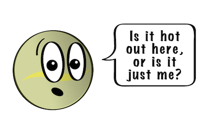 Is it hot
out here,
or is it
just me?